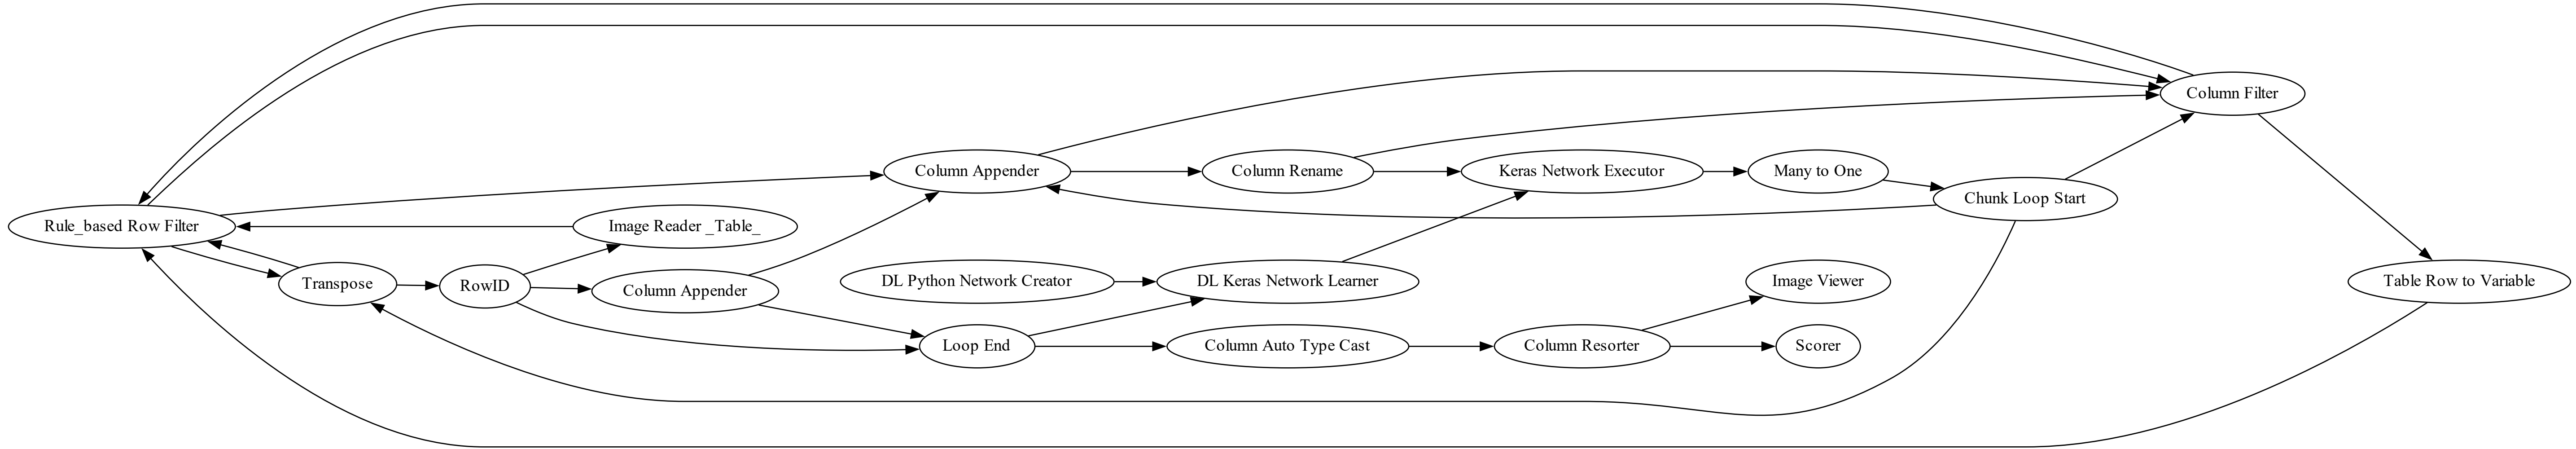 Column Filter
Column Appender
Column Rename
Keras Network Executor
Many to One
Chunk Loop Start
Rule_based Row Filter
Image Reader _Table_
Transpose
RowID
Column Appender
DL Python Network Creator
DL Keras Network Learner
Image Viewer
Table Row to Variable
Loop End
Column Auto Type Cast
Column Resorter
Scorer